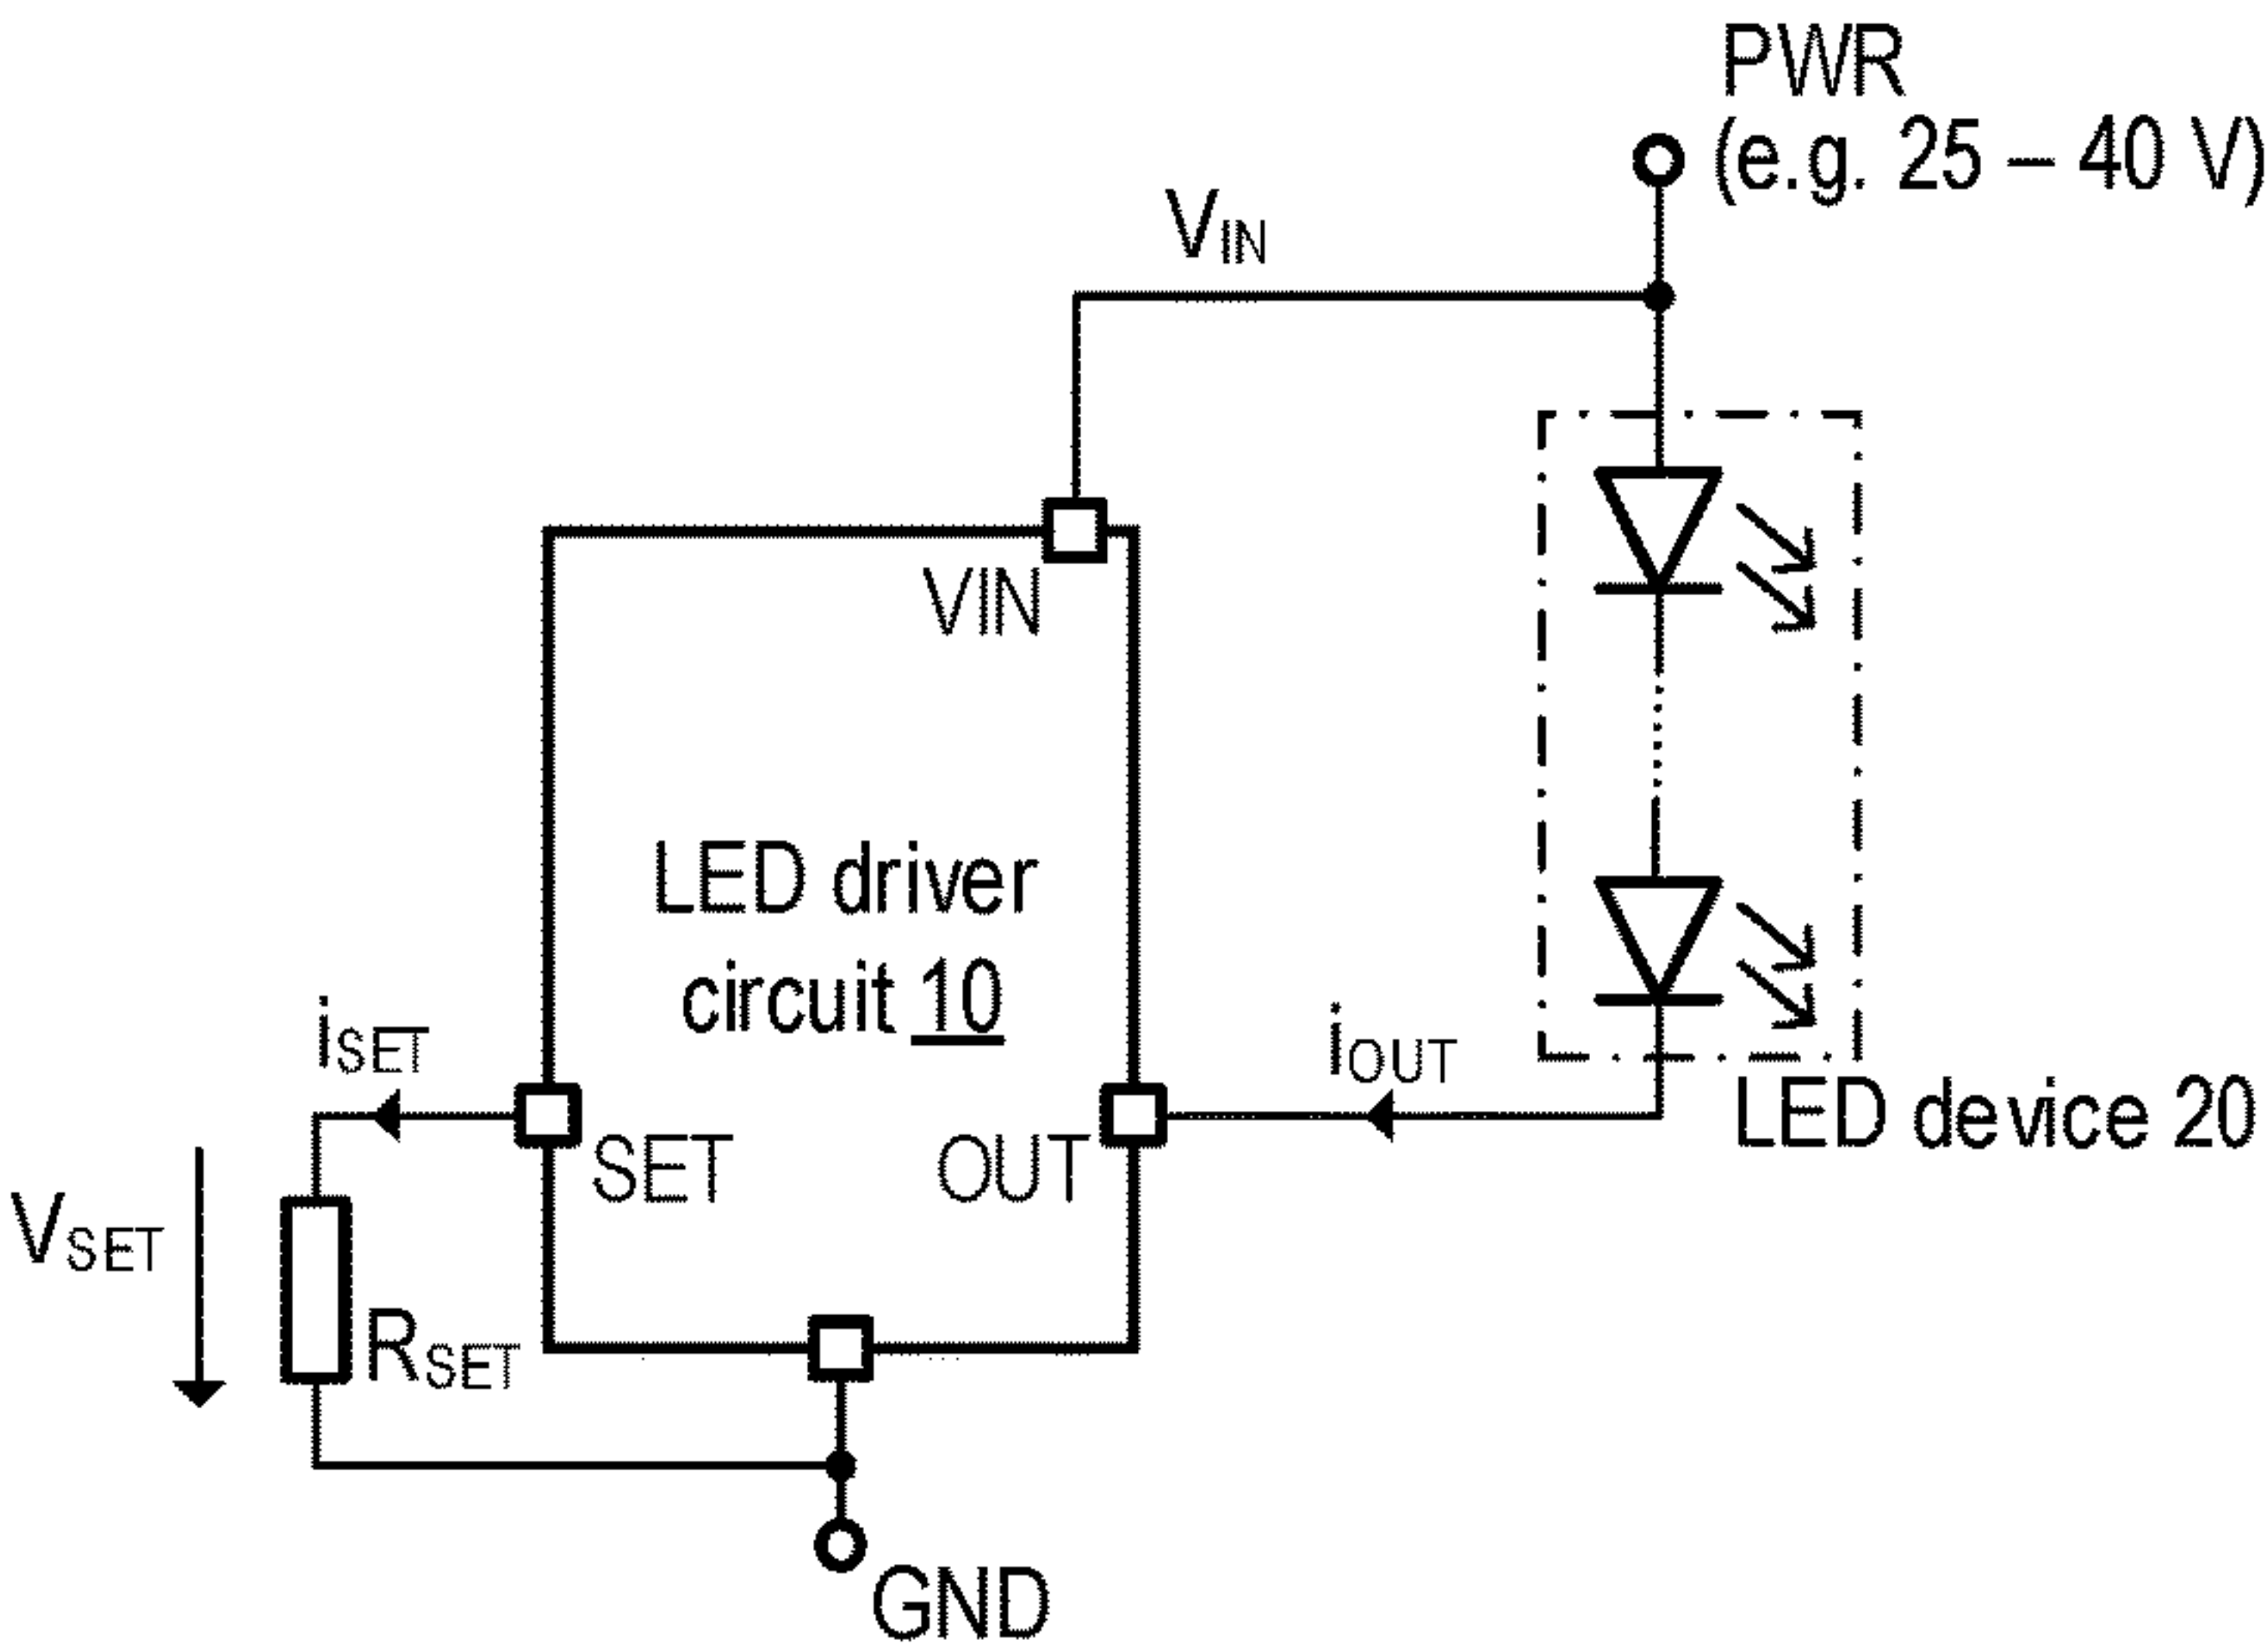 PWR
(e.g. 25 – 40 V)
VIN
VIN
LED driver
circuit 10
iSET
iOUT
LED device 20
SET
OUT
VSET
RSET
GND